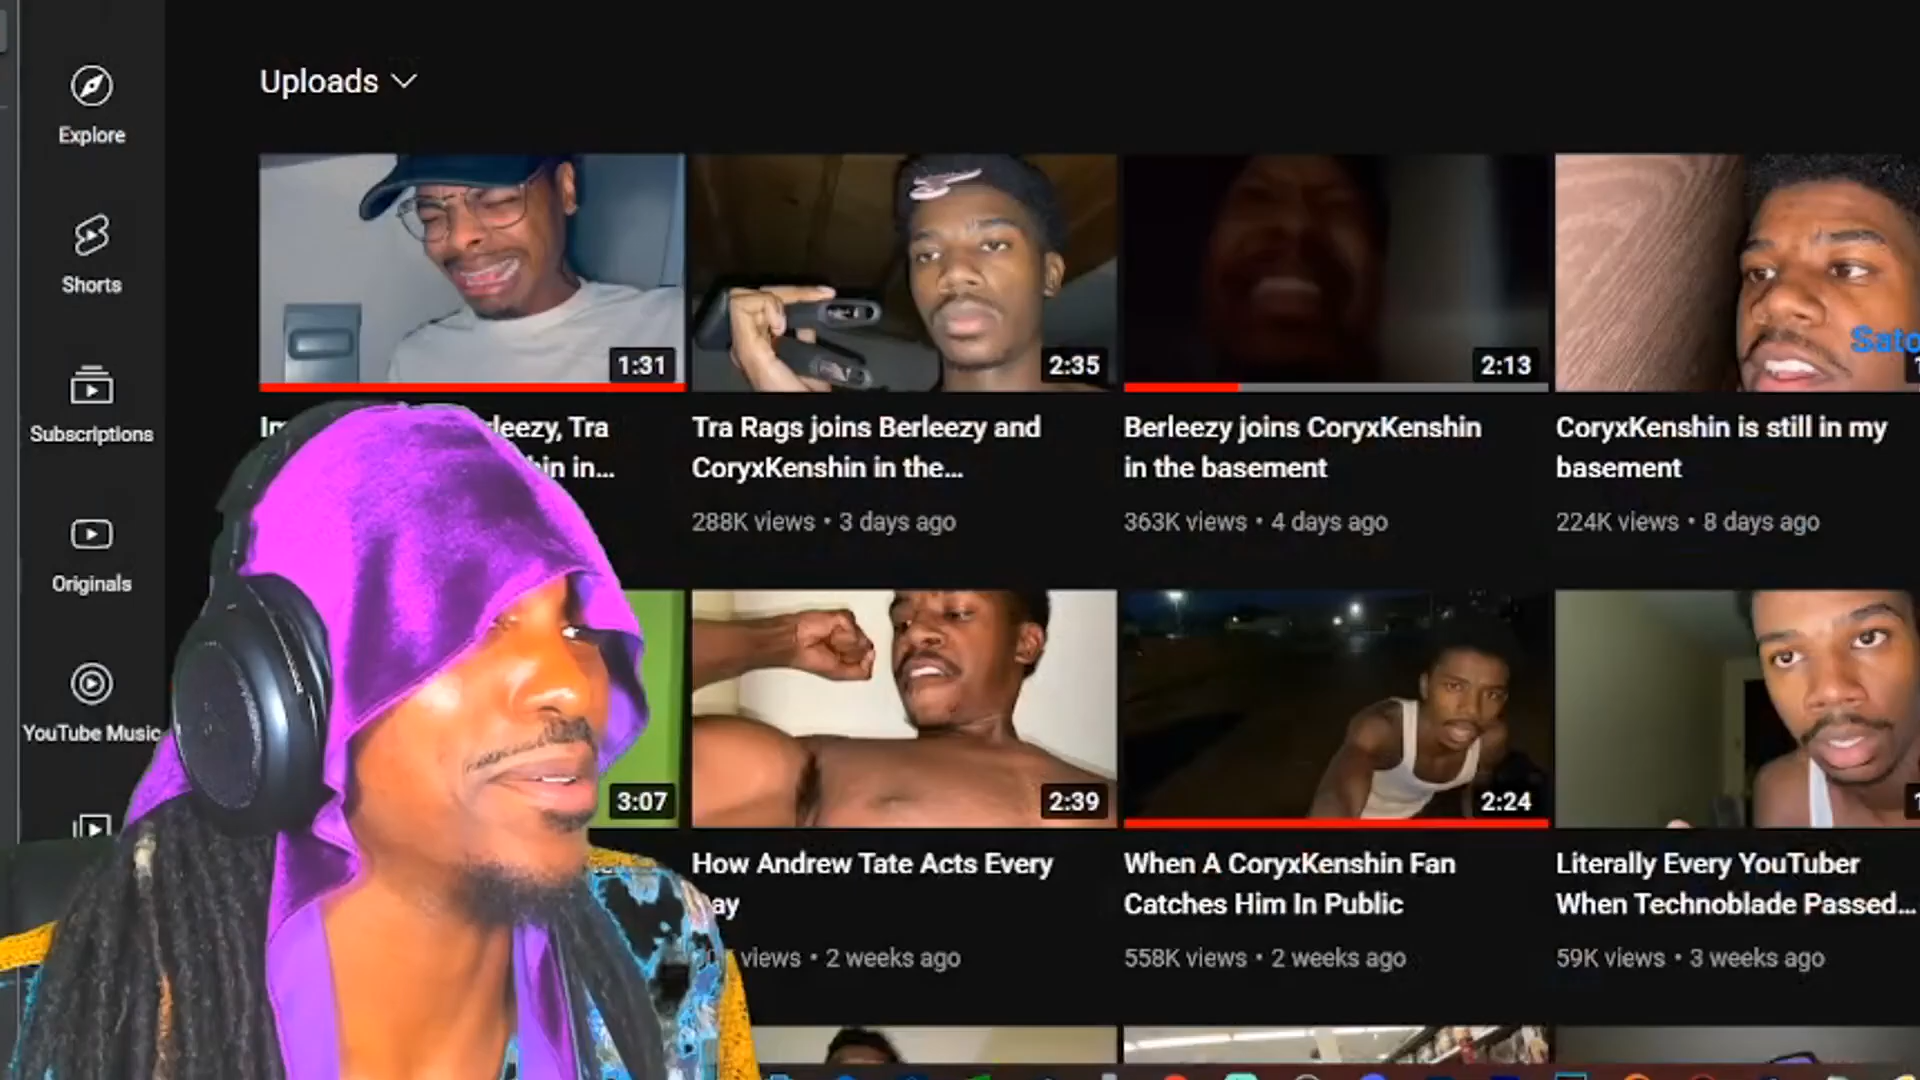 Uploads
Explore
Shorts
Subscriptions
Originals
YouTube Music
1:31
2:35
2:13
Sato
leezy, Tra
in in...
Tra Rags joins Berleezy and
CoryxKenshin in the...
288K views • 3 days ago
Berleezy joins CoryxKenshin
in the basement
363K views • 4 days ago
CoryxKenshin is still in my
basement
224K views • 8 days ago
3:07
2:39
2:24
How Andrew Tate Acts Every
ay
views • 2 weeks ago
When A CoryxKenshin Fan
Catches Him In Public
558K views • 2 weeks ago
Literally Every YouTuber
When Technoblade Passed...
59K views • 3 weeks ago